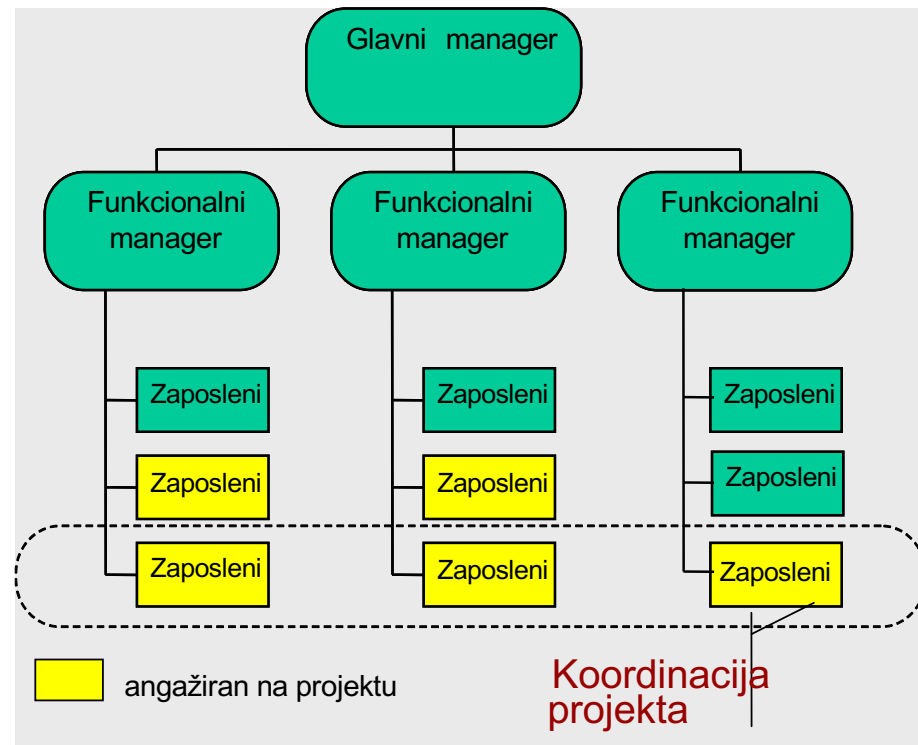 Glavni manager
Funkcionalni
manager
Funkcionalni
manager
Funkcionalni
manager
Zaposleni
Zaposleni
Zaposleni
Zaposleni
Zaposleni
Zaposleni
Zaposleni
Zaposleni
Zaposleni
angažiran na projektu
Koordinacija
projekta